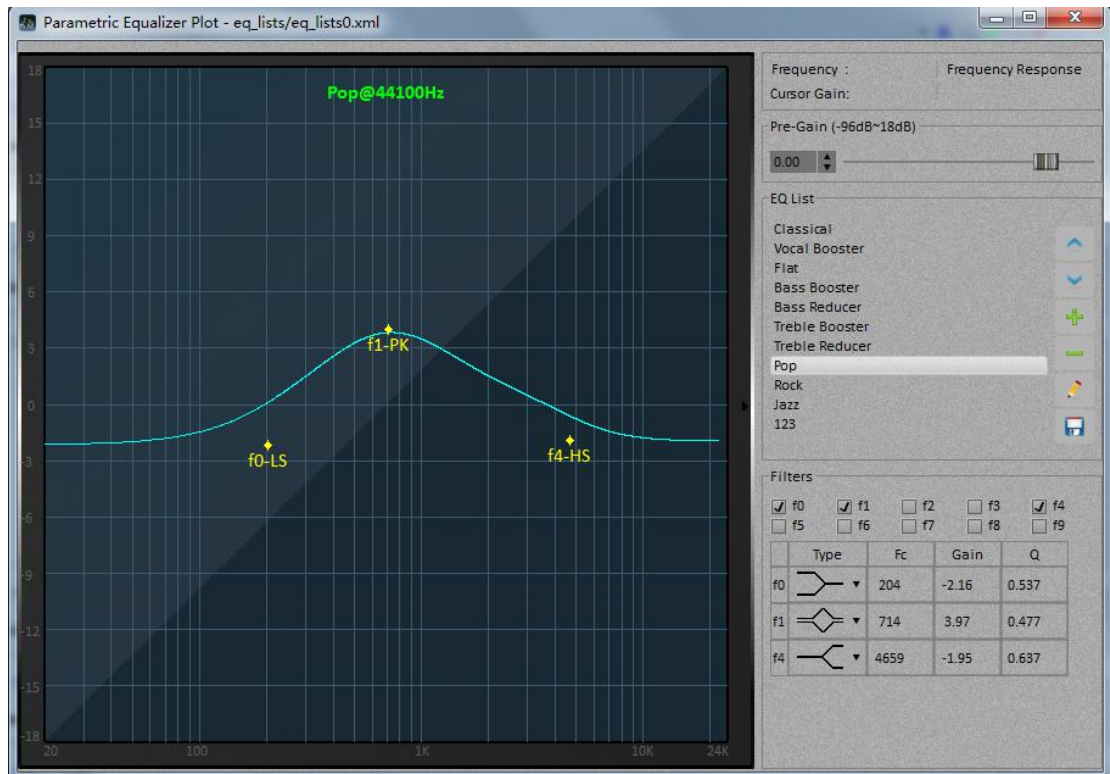 Parametric Equalizer Plot - eq_lists/eq_lists0.xml
Pop@44100Hz
18
15
12
9
6
3
0
-3
-6
-9
-12
-15
-18
20 100 1K 10K 24K
f1-PK
f0-LS
f4-HS
Frequency : Frequency Response
Cursor Gain:
Pre-Gain (-96dB~18dB)
0.00
EQ List
Classical
Vocal Booster
Flat
Bass Booster
Bass Reducer
Treble Booster
Treble Reducer
Pop
Rock
Jazz
123
Filters
f0 f1 f2 f3 f4
f5 f6 f7 f8 f9
Type Fc Gain Q
f0 204 -2.16 0.537
f1 714 3.97 0.477
f4 4659 -1.95 0.637